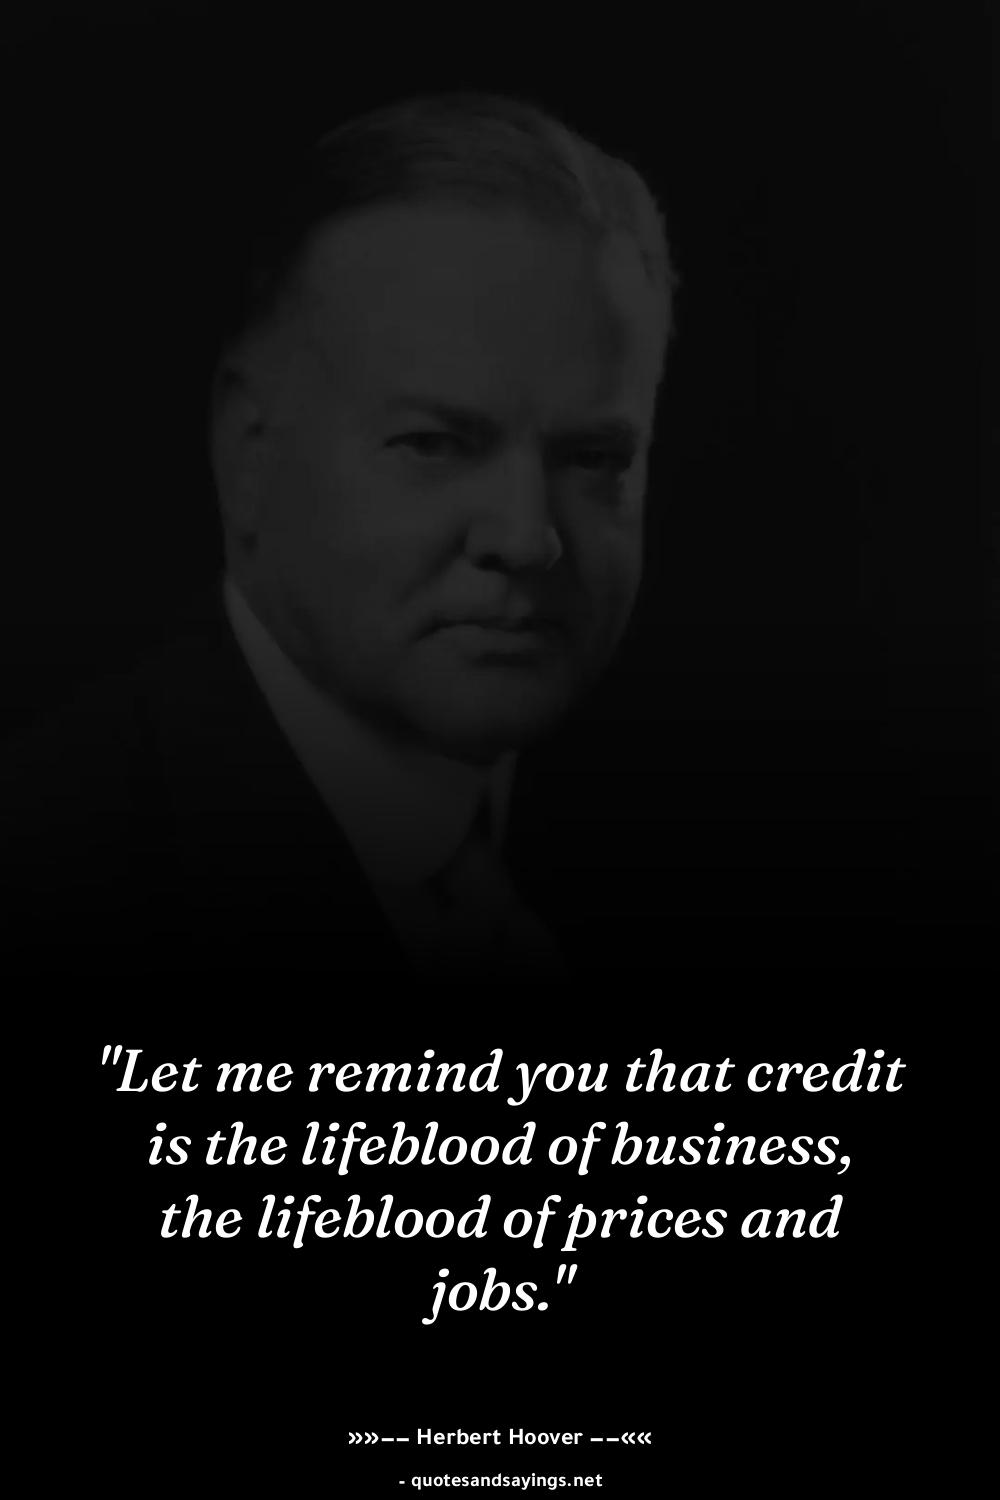 "Let me remind you that credit
is the lifeblood of business,
the lifeblood of prices and
jobs."
»»−− Herbert Hoover −−««
- quotesandsayings.net